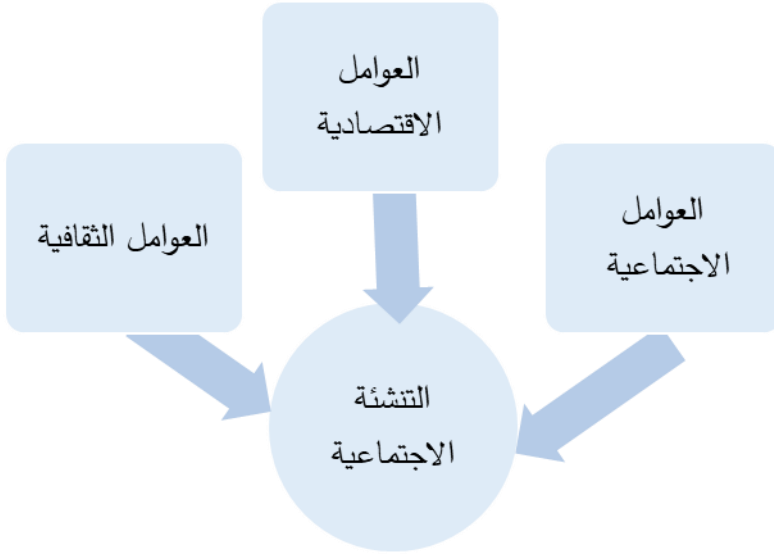 العوامل
الاقتصادية
العوامل
الاجتماعية
العوامل الثقافية
التنشئة
الاجتماعية